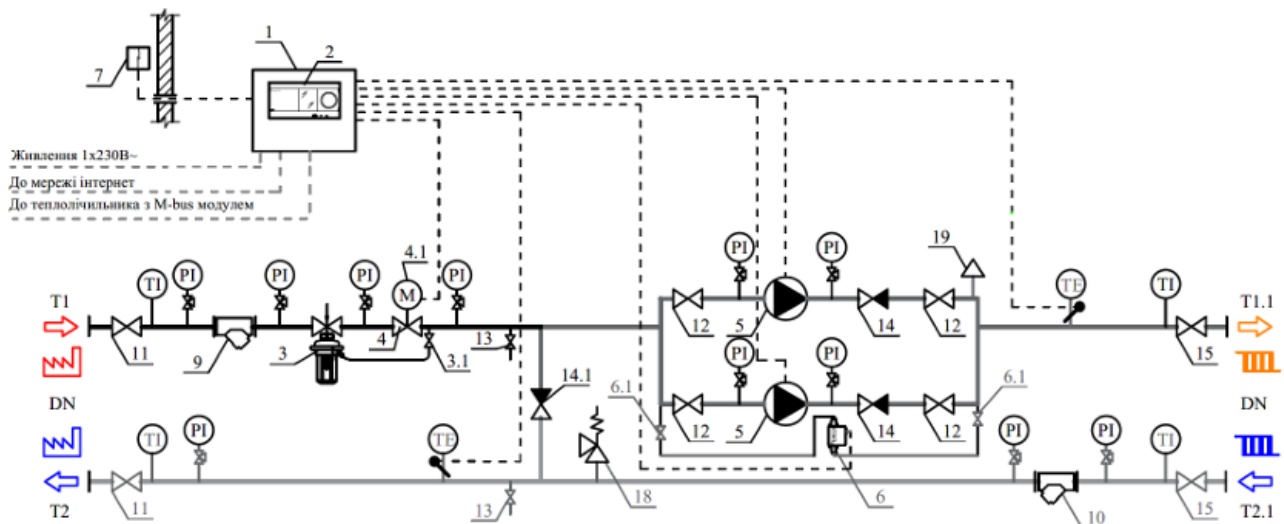 1
2
7
Живлення 1x230В~
До мережі інтернет
До теплолічильника з M-bus модулем
4.1
PI PI 19
TI PI PI PI M PI TE TI
T1 T1.1
12 5 14 12
11 9 3 4 3.1 13 15
PI PI
14.1 6.1 6.1
DN DN
12 5 14 12
TI PI TE PI PI TI
T2 11 13 18 6 10 15 T2.1